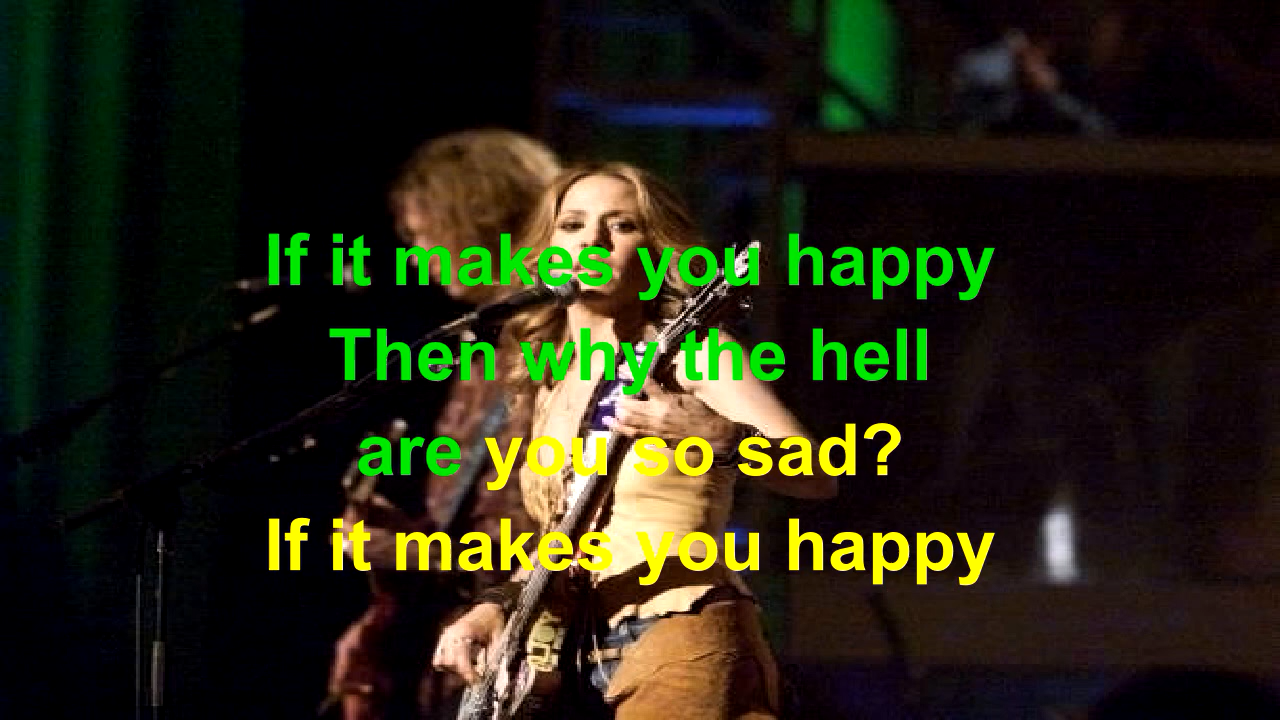 If it makes you happy
Then why the hell
are you so sad?
If it makes you happy